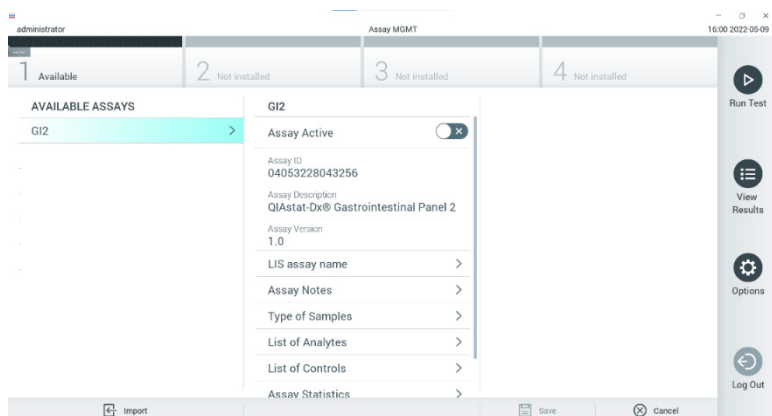 administrator Assay MGMT 16:00 2022-05-09
1 Available 2 Not installed 3 Not installed 4 Not installed
Run Test
View Results
Options
Log Out
AVAILABLE ASSAYS
GI2
GI2
Assay Active
Assay ID
04053228043256
Assay Description
QIAstat-Dx® Gastrointestinal Panel 2
Assay Version
1.0
LIS assay name
Assay Notes
Type of Samples
List of Analytes
List of Controls
Assay Statistics
Import Save Cancel